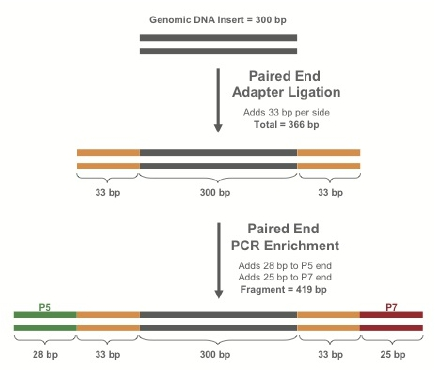 Genomic DNA Insert = 300 bp
Paired End
Adapter Ligation
Adds 33 bp per side
Total = 366 bp
33 bp 300 bp 33 bp
Paired End
PCR Enrichment
Adds 28 bp to P5 end
Adds 25 bp to P7 end
Fragment = 419 bp
P5 P7
28 bp 33 bp 300 bp 33 bp 25 bp